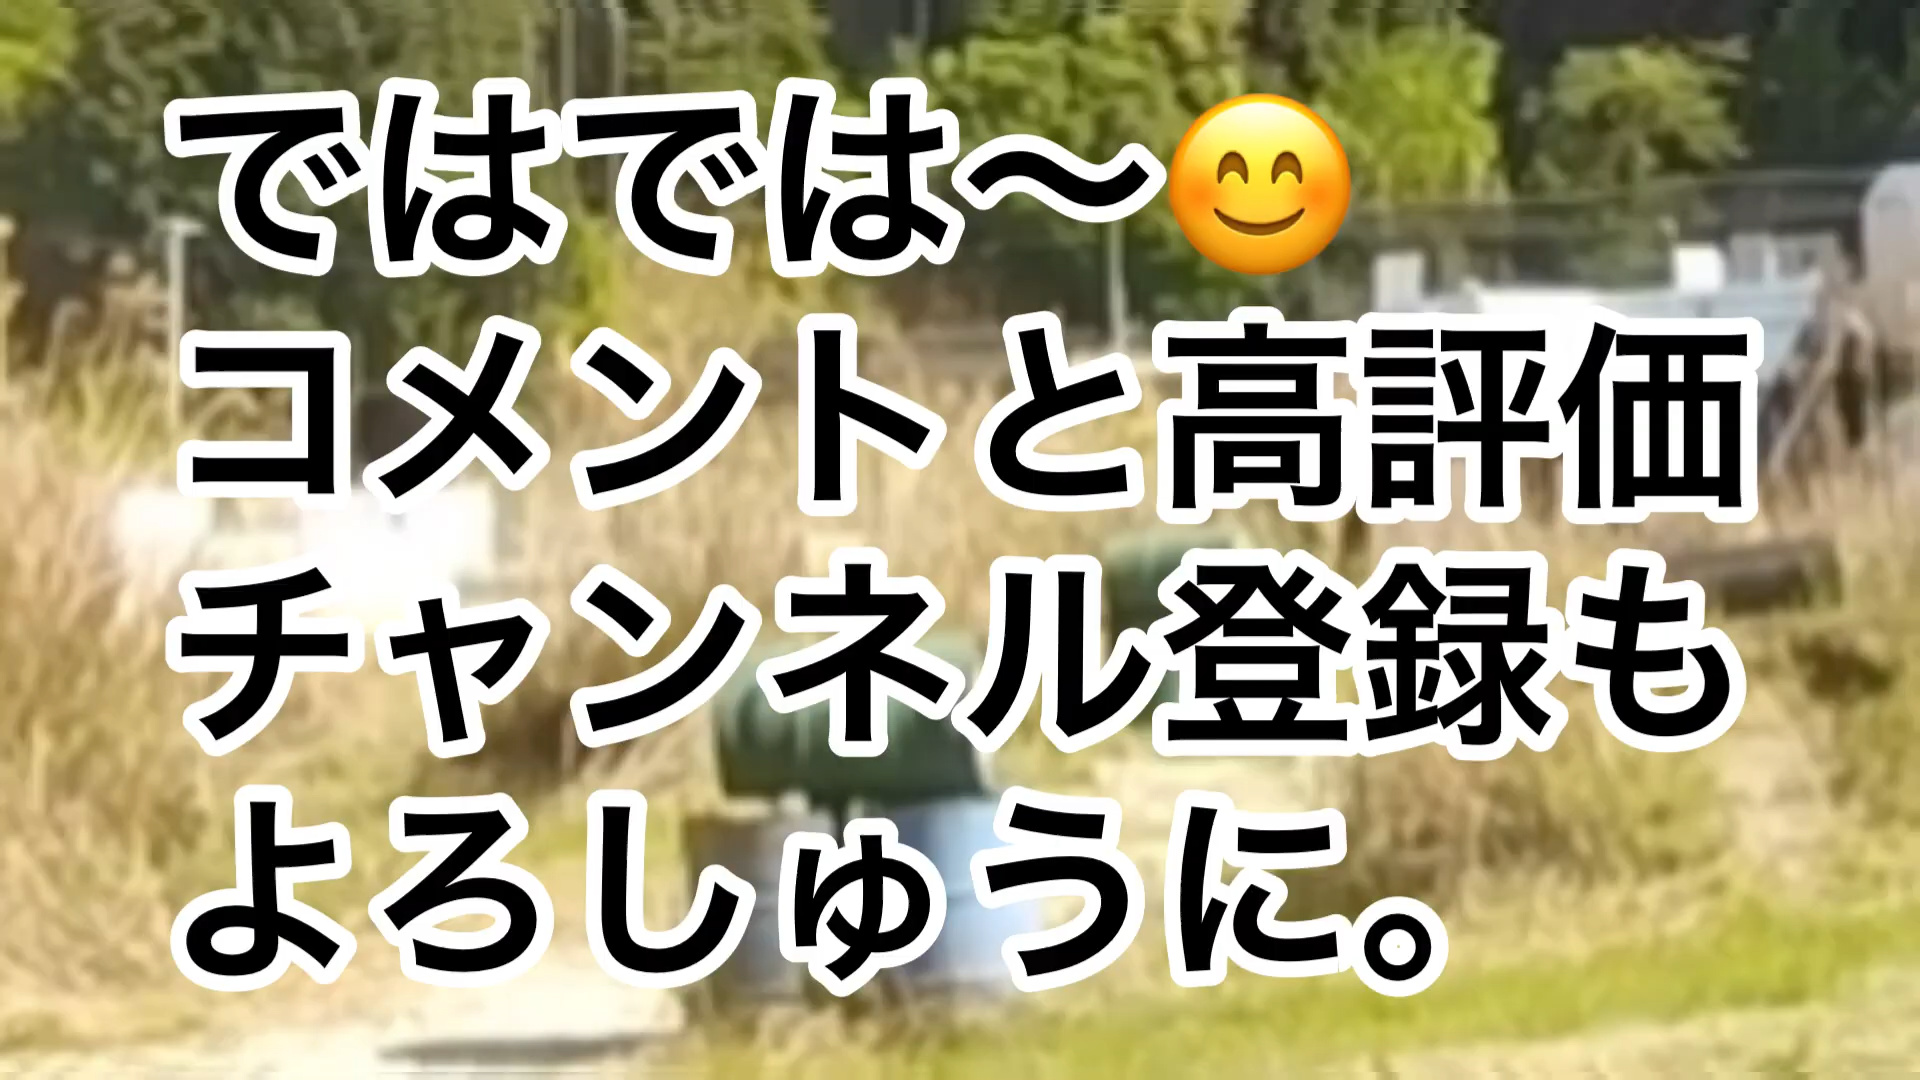 ではでは〜😊
コメントと高評価
チャンネル登録も
よろしゅうに。